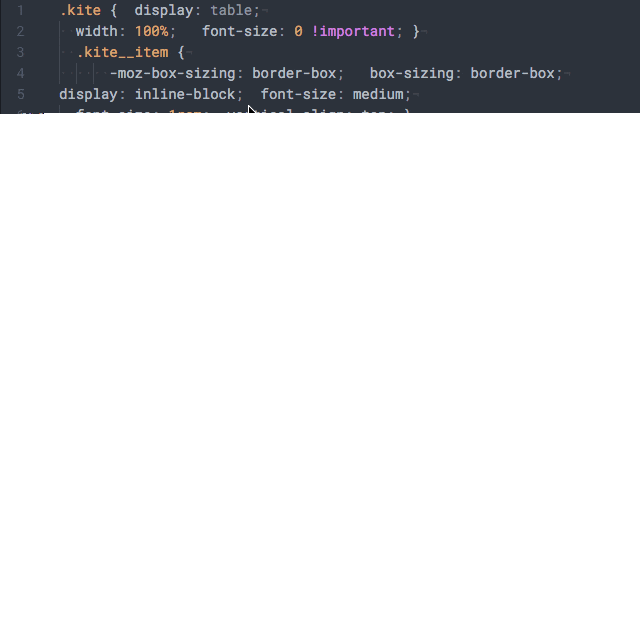 1 .kite { display: table;
2 width: 100%; font-size: 0 !important; }
3 .kite__item {
4 -moz-box-sizing: border-box; box-sizing: border-box;
5 display: inline-block; font-size: medium;